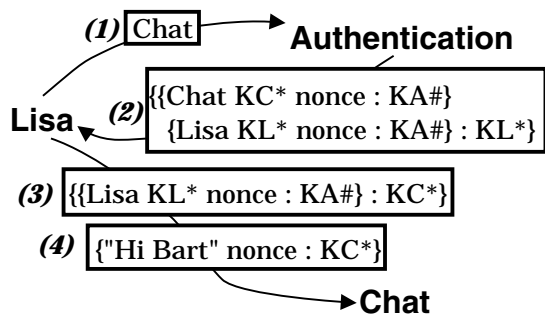 (1) Chat
Authentication
Lisa
(2) {{Chat KC* nonce : KA#}
{Lisa KL* nonce : KA#} : KL*}
(3) {{Lisa KL* nonce : KA#} : KC*}
(4) {"Hi Bart" nonce : KC*}
Chat